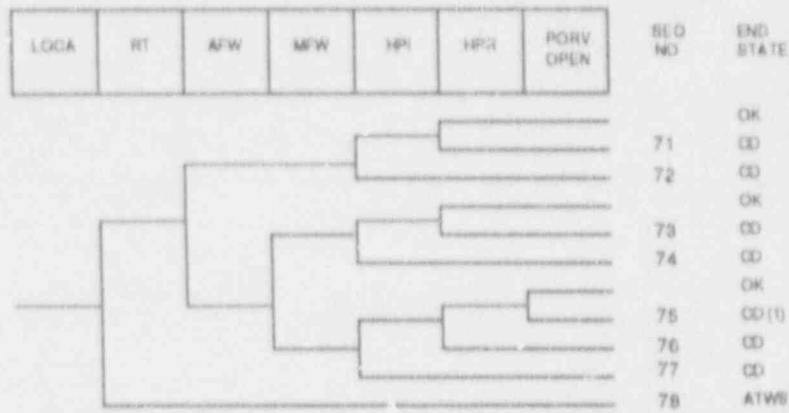 LOCA RT AFW MFW HPI HPR PORV OPEN SEQ NO END STATE
OK
71 CD
72 CD
OK
73 CD
74 CD
OK
75 CD (1)
76 CD
77 CD
78 ATWS